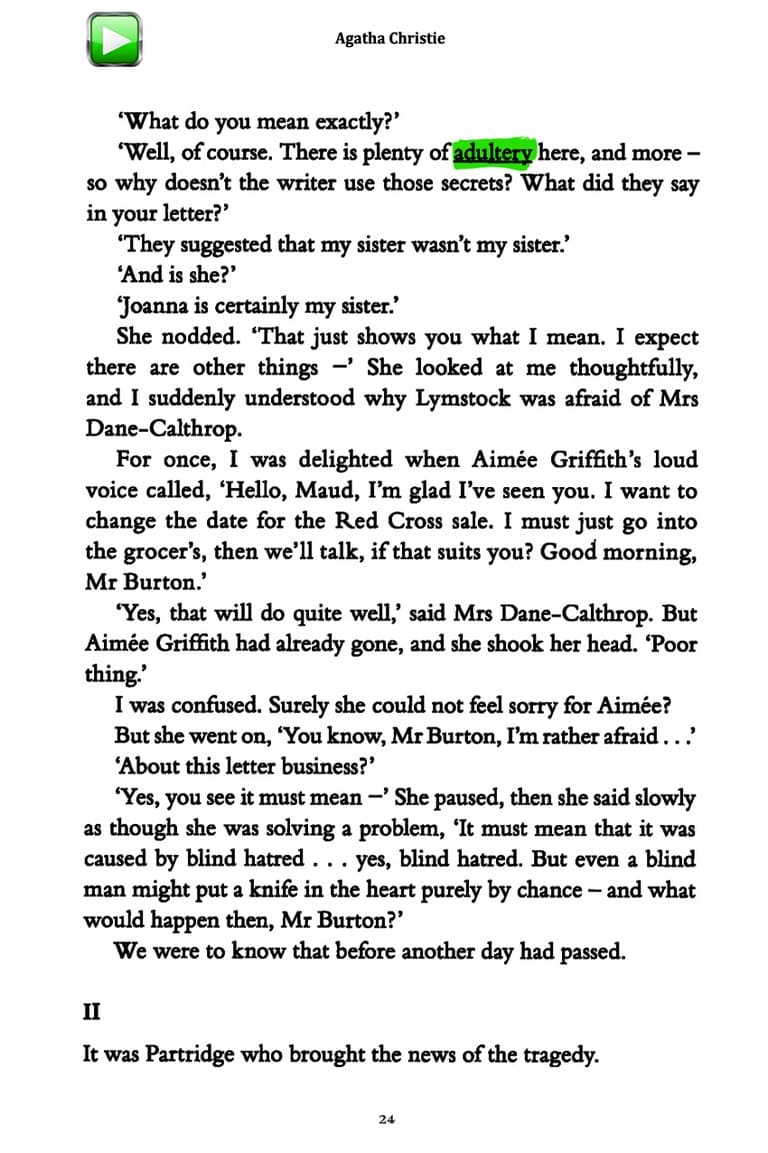 Agatha Christie
‘What do you mean exactly?’
‘Well, of course. There is plenty of adultery here, and more –
so why doesn’t the writer use those secrets? What did they say
in your letter?’
‘They suggested that my sister wasn’t my sister.’
‘And is she?’
‘Joanna is certainly my sister.’
She nodded. ‘That just shows you what I mean. I expect
there are other things –’ She looked at me thoughtfully,
and I suddenly understood why Lymstock was afraid of Mrs
Dane-Calthrop.
For once, I was delighted when Aimée Griffith’s loud
voice called, ‘Hello, Maud, I’m glad I’ve seen you. I want to
change the date for the Red Cross sale. I must just go into
the grocer’s, then we’ll talk, if that suits you? Good morning,
Mr Burton.’
‘Yes, that will do quite well,’ said Mrs Dane-Calthrop. But
Aimée Griffith had already gone, and she shook her head. ‘Poor
thing.’
I was confused. Surely she could not feel sorry for Aimée?
But she went on, ‘You know, Mr Burton, I’m rather afraid . . .’
‘About this letter business?’
‘Yes, you see it must mean –’ She paused, then she said slowly
as though she was solving a problem, ‘It must mean that it was
caused by blind hatred . . . yes, blind hatred. But even a blind
man might put a knife in the heart purely by chance – and what
would happen then, Mr Burton?’
We were to know that before another day had passed.
II
It was Partridge who brought the news of the tragedy.
24